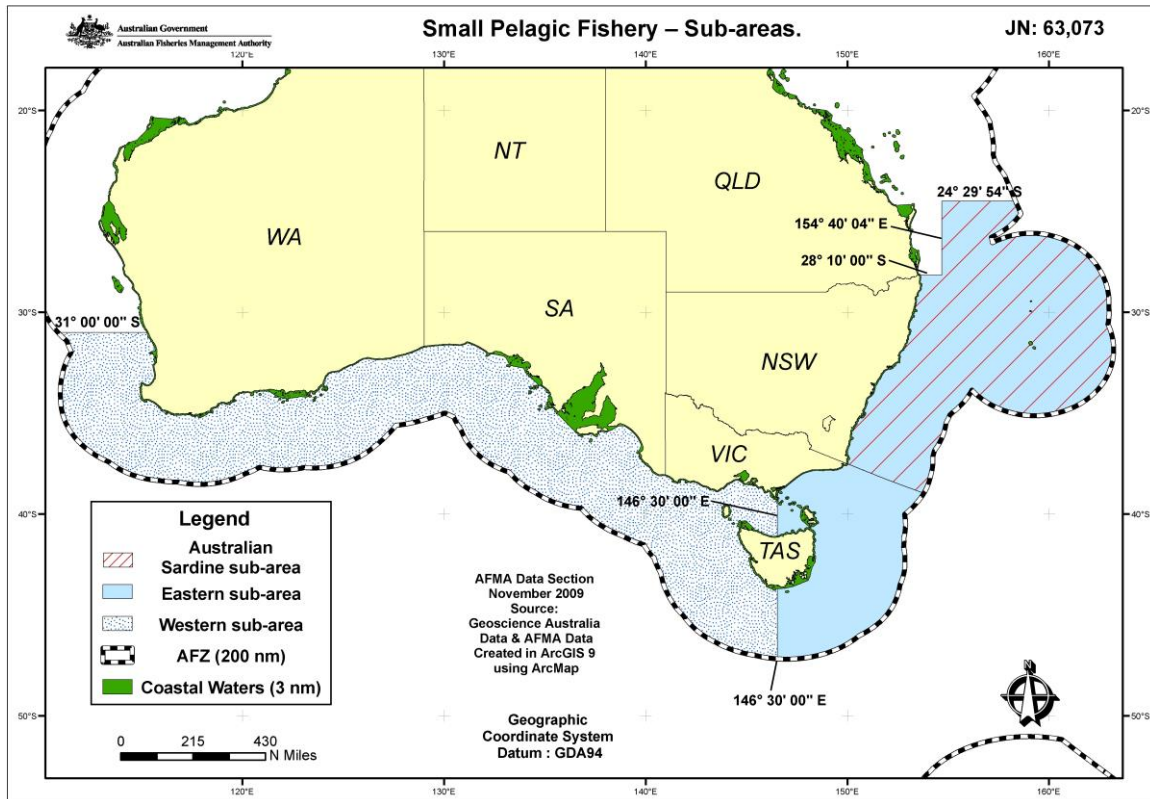 Australian Government
Australian Fisheries Management Authority
Small Pelagic Fishery – Sub-areas.
JN: 63,073
120°E
130°E
140°E
150°E
160°E
20°S
20°S
NT
QLD
24° 29' 54" S
154° 40' 04" E
WA
28° 10' 00" S
SA
30°S
30°S
31° 00' 00" S
NSW
VIC
146° 30' 00" E
40°S
40°S
TAS
Legend
Australian
Sardine sub-area
Eastern sub-area
Western sub-area
AFZ (200 nm)
Coastal Waters (3 nm)
AFMA Data Section
November 2009
Source:
Geoscience Australia
Data & AFMA Data
Created in ArcGIS 9
using ArcMap
146° 30' 00" E
N
50°S
50°S
0 215 430
N Miles
Geographic
Coordinate System
Datum : GDA94
120°E
130°E
140°E
150°E
160°E